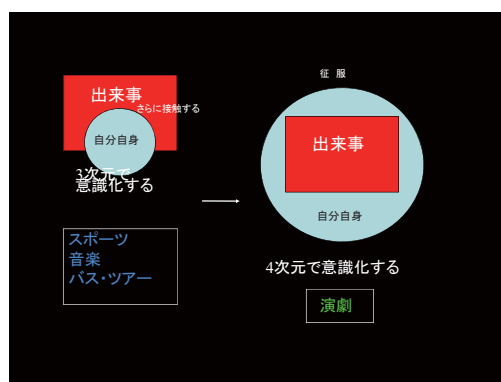 出来事
さらに接触する
自分自身
3次元で
意識化する
スポーツ
音楽
バス・ツアー
征 服
出来事
自分自身
4次元で意識化する
演劇